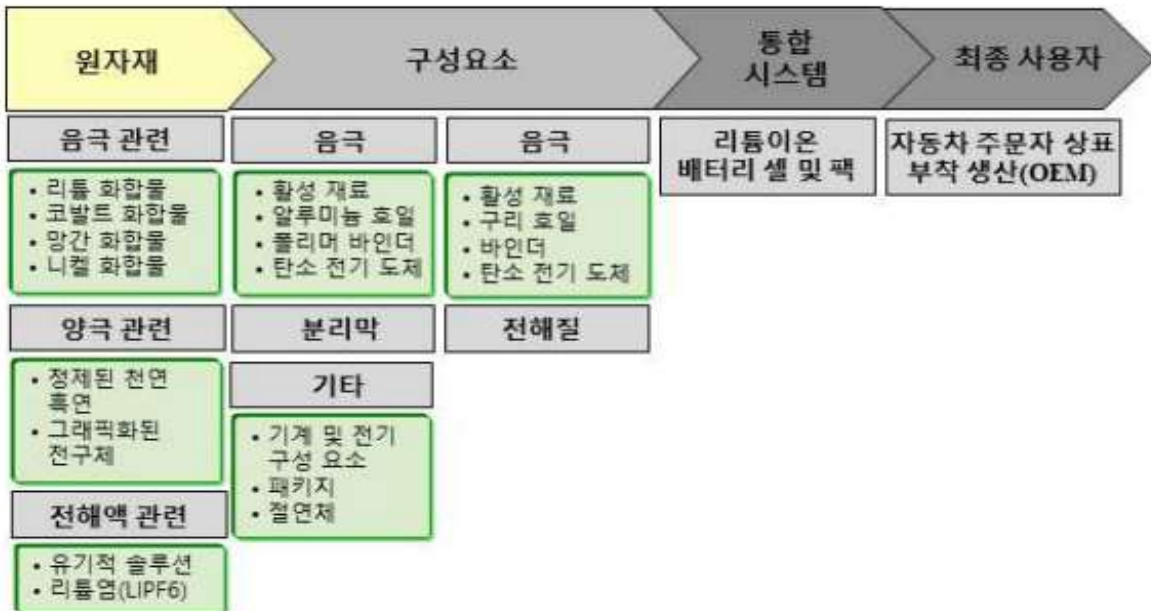 원자재
구성요소
통합
시스템
최종 사용자
음극 관련
• 리튬 화합물
• 코발트 화합물
• 망간 화합물
• 니켈 화합물
양극 관련
• 정제된 천연
흑연
• 그래픽화된
전구체
전해액 관련
• 유기적 솔루션
• 리튬염(LIPF6)
음극
• 활성 재료
• 알루미늄 호일
• 폴리머 바인더
• 탄소 전기 도체
분리막
기타
• 기계 및 전기
구성 요소
• 패키지
• 절연체
음극
• 활성 재료
• 구리 호일
• 바인더
• 탄소 전기 도체
전해질
리튬이온
배터리 셀 및 팩
자동차 주문자 상표
부착 생산(OEM)